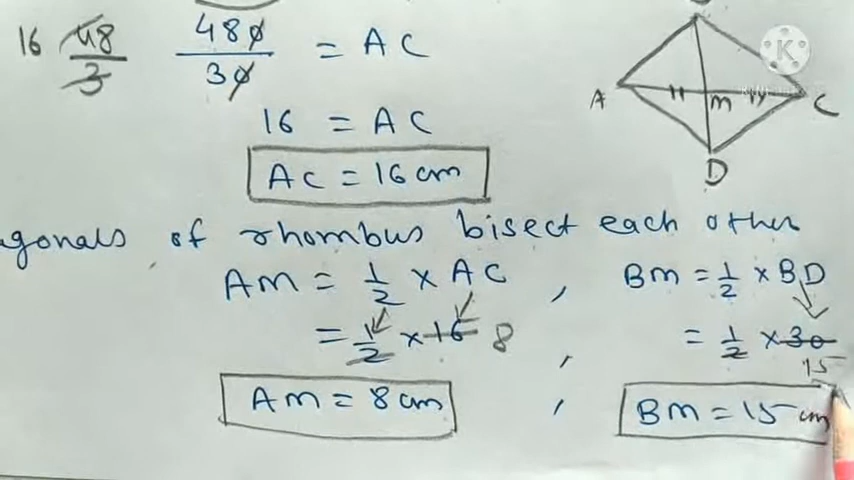 16 48/3 480/30 = AC
16 = AC
AC = 16 cm
A M C
D
agonals of rhombus bisect each other
AM = 1/2 × AC , BM = 1/2 × BD
= 1/2 × 16 8 , = 1/2 × 30
15
AM = 8 cm , BM = 15 cm
K